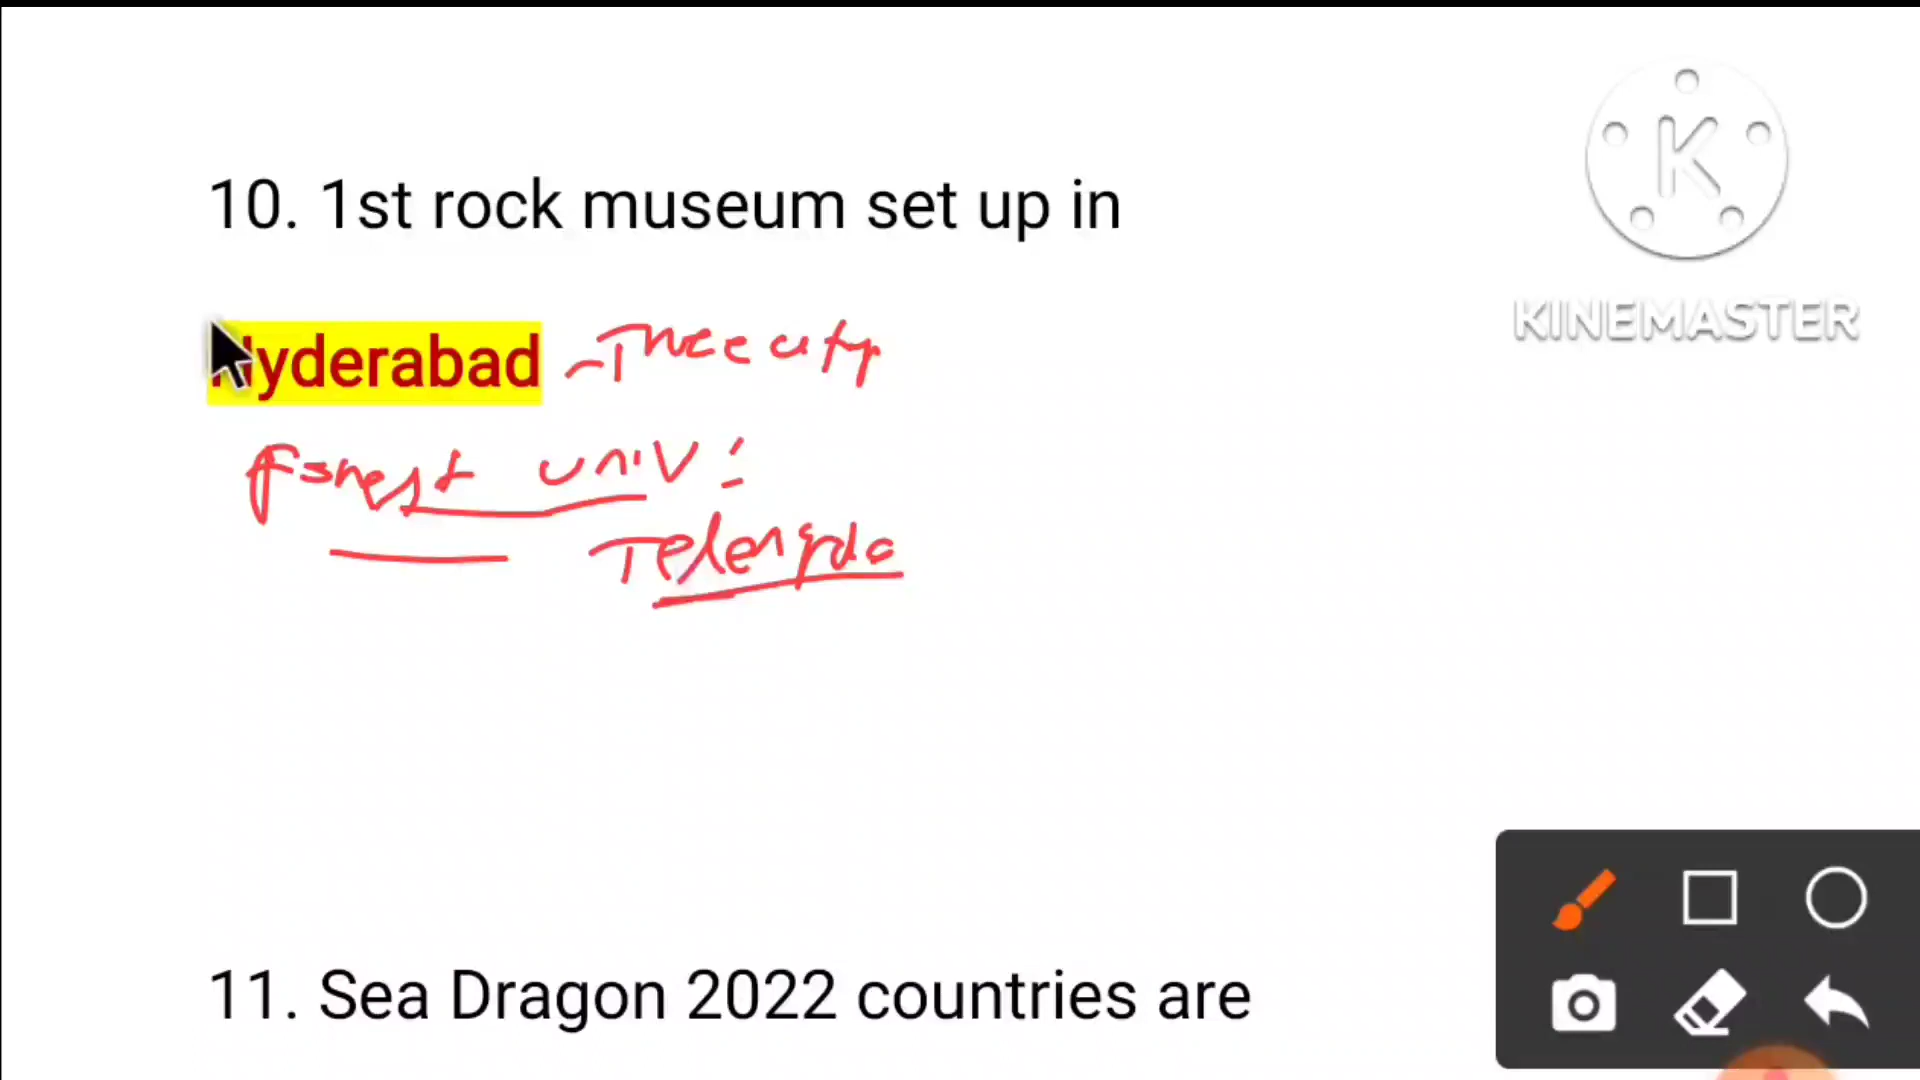 10. 1st rock museum set up in
KINEMASTER
Hyderabad - Tree city
Forest univ:
Telengda
11. Sea Dragon 2022 countries are